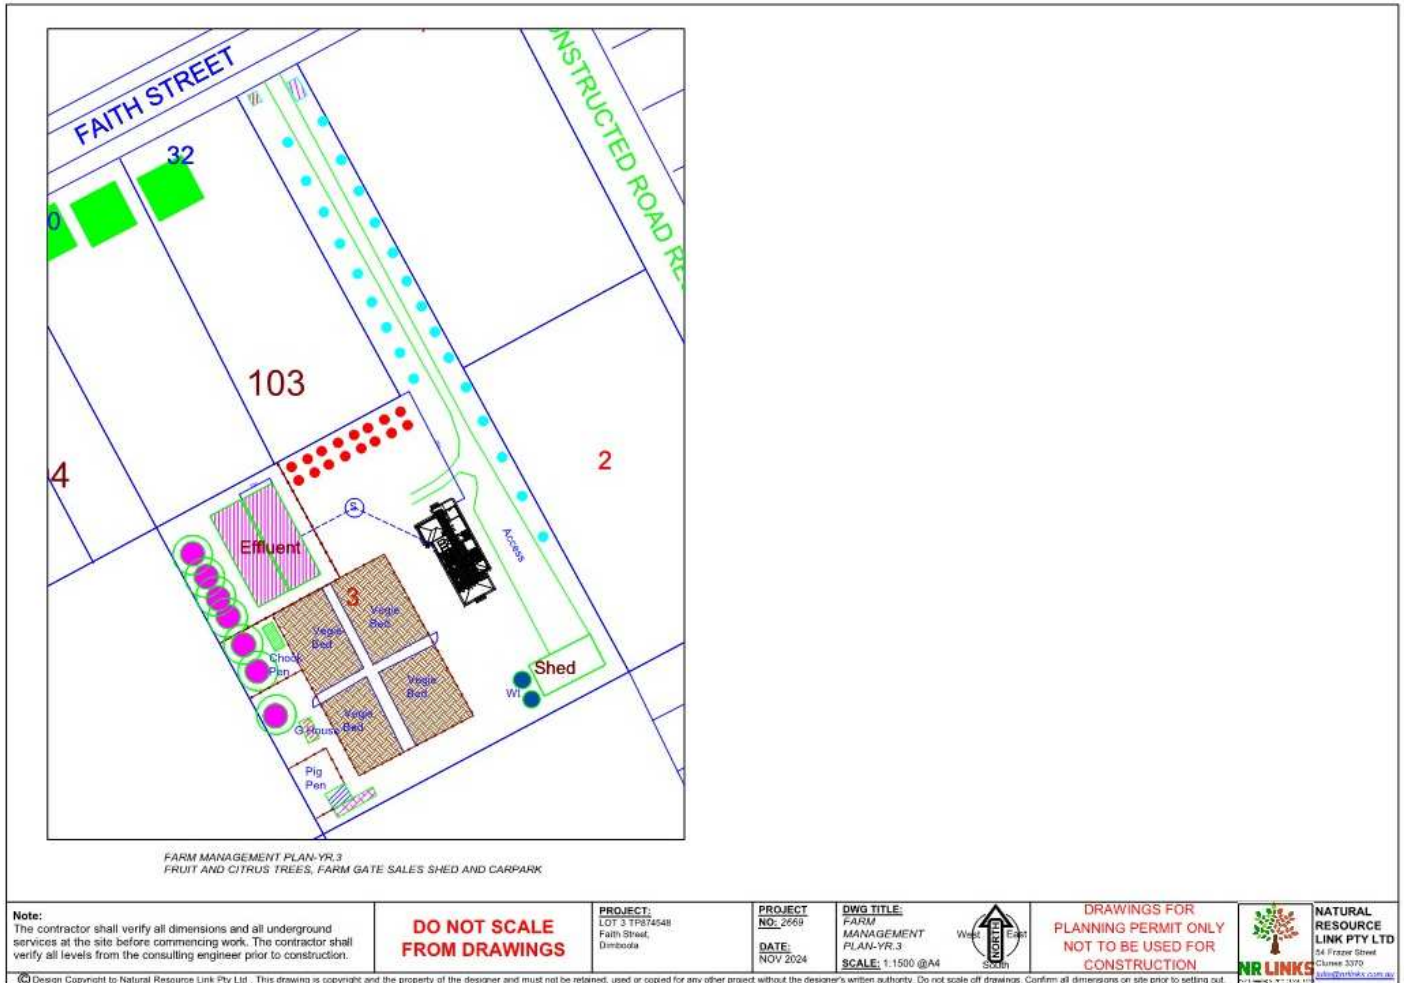 FAITH STREET
ONSTRUCTED ROAD RE
32
0
103
4
2
S
Effluent
Access
3
Vegie
Bed
Vegie
Bed
Vegie
Bed
Vegie
Bed
Chook
Pen
Shed
G House
Pig
Pen
FARM MANAGEMENT PLAN-YR.3
FRUIT AND CITRUS TREES, FARM GATE SALES SHED AND CARPARK
Note:
The contractor shall verify all dimensions and all underground
services at the site before commencing work. The contractor shall
verify all levels from the consulting engineer prior to construction.
DO NOT SCALE
FROM DRAWINGS
PROJECT:
LOT 3 TP874548
Faith Street,
Dimboola
PROJECT
NO: 2669
DATE:
NOV 2024
DWG TITLE:
FARM
MANAGEMENT
PLAN-YR.3
SCALE: 1:1500 @A4
West
NORTH
East
South
DRAWINGS FOR
PLANNING PERMIT ONLY
NOT TO BE USED FOR
CONSTRUCTION
NR LINKS
NATURAL
RESOURCE
LINK PTY LTD
54 Frazer Street
Clunes 3370
© Design Copyright to Natural Resource Link Pty Ltd . This drawing is copyright and the property of the designer and must not be retained, used or copied for any other project without the designer's written authority. Do not scale off drawings. Confirm all dimensions on site prior to setting out.